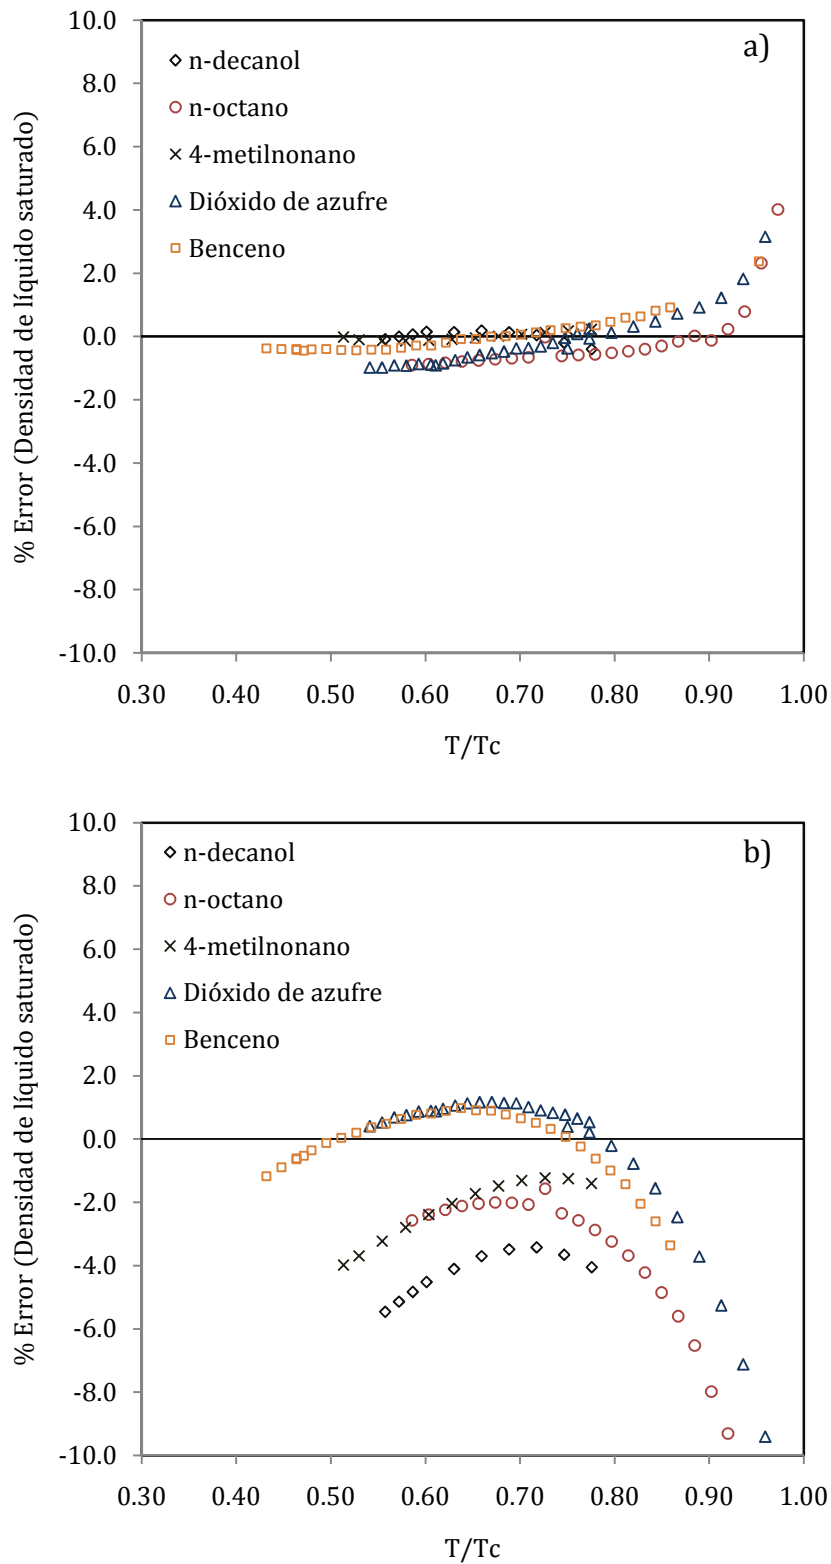 a)
n-decanol
n-octano
4-metilnonano
Dióxido de azufre
Benceno
% Error (Densidad de líquido saturado)
10.0
8.0
6.0
4.0
2.0
0.0
-2.0
-4.0
-6.0
-8.0
-10.0
0.30 0.40 0.50 0.60 0.70 0.80 0.90 1.00
T/Tc
b)
n-decanol
n-octano
4-metilnonano
Dióxido de azufre
Benceno
% Error (Densidad de líquido saturado)
10.0
8.0
6.0
4.0
2.0
0.0
-2.0
-4.0
-6.0
-8.0
-10.0
0.30 0.40 0.50 0.60 0.70 0.80 0.90 1.00
T/Tc